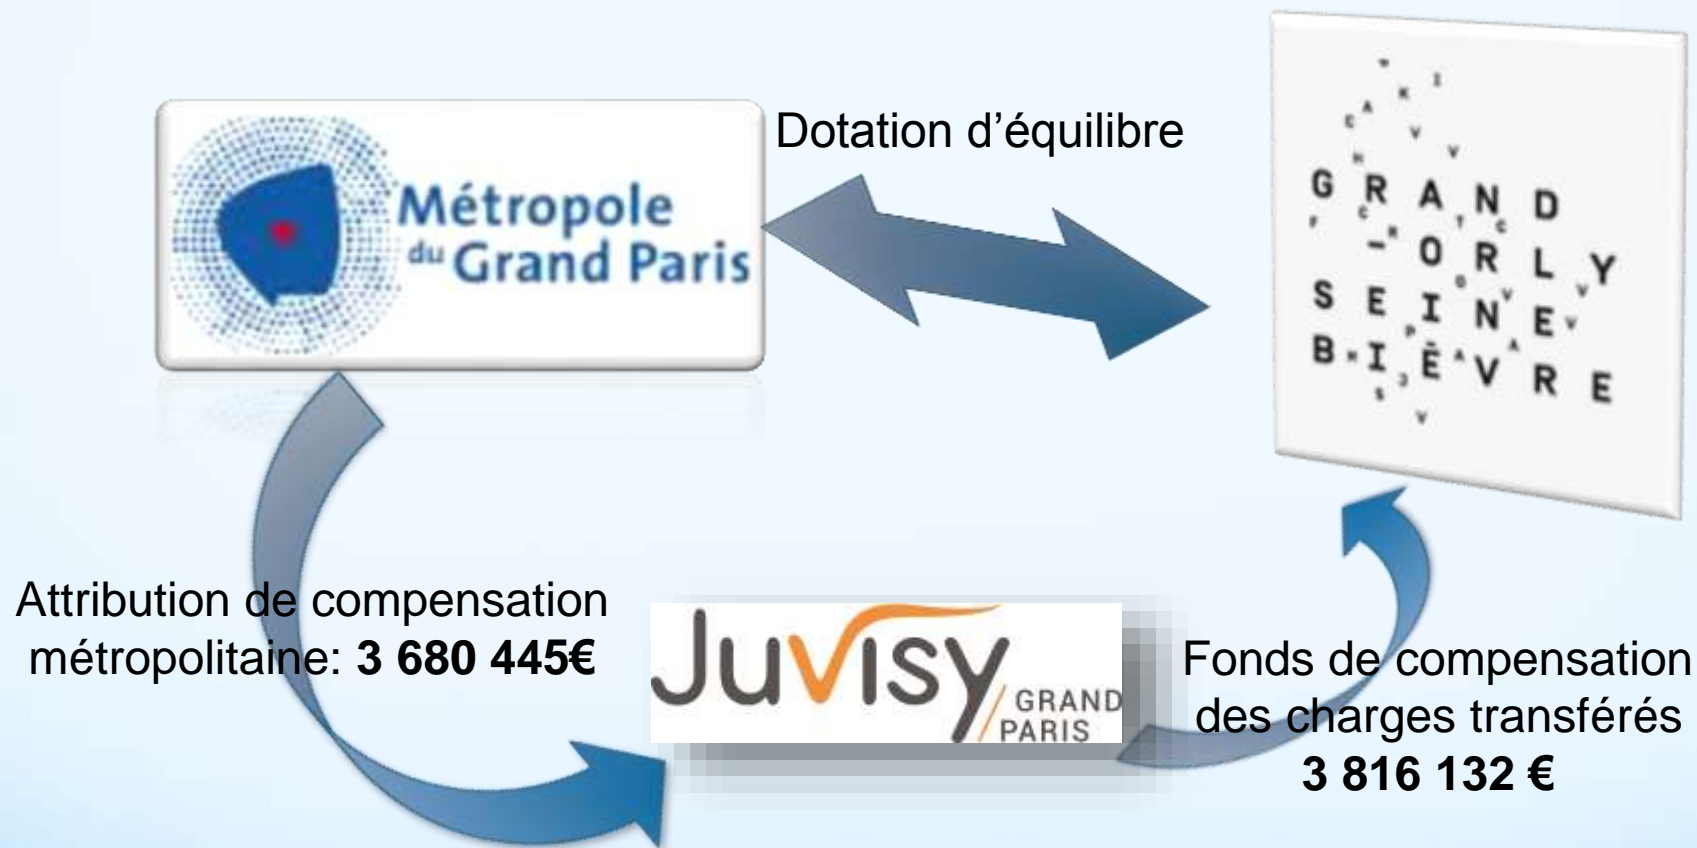 Métropole
du Grand Paris
Dotation d’équilibre
GRAND
-ORLY
SEINE
BIÈVRE
Attribution de compensation
métropolitaine: 3 680 445€
Juvisy
GRAND
PARIS
Fonds de compensation
des charges transférés
3 816 132 €